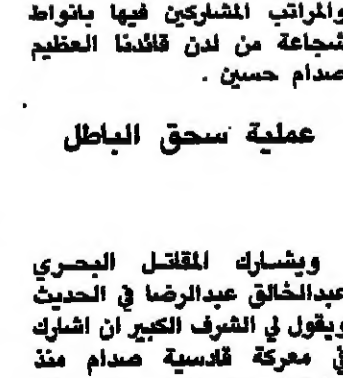 والمراتب المشاركين فيها بانواط
شجاعة من لدن قائدنا العظيم
صدام حسين .
عملية سحق الباطل
ويشارك المقاتل البحري
عبدالخالق عبدالرضا في الحديث
ويقول لي الشرف الكبير ان اشارك
في معركة قادسية صدام منذ